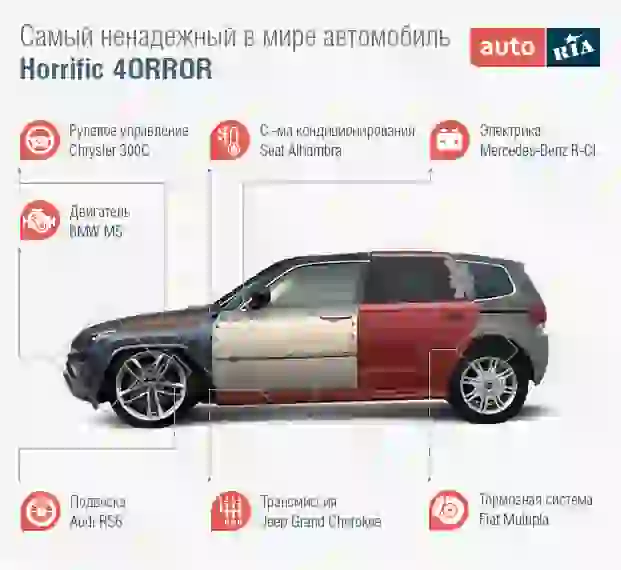 Самый ненадежный в мире автомобиль
Horrific 4ORROR
auto RIA
Рулевое управление
Chrysler 300C
С-ма кондиционирования
Seat Alhambra
Электрика
Mercedes-Benz R-Cl.
Двигатель
BMW M5
Подвеска
Audi RS6
Трансмиссия
Jeep Grand Cherokee
Тормозная система
Fiat Mulupla